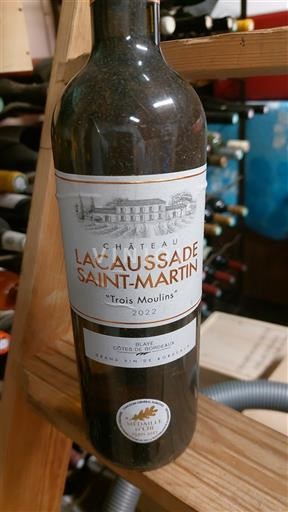 CHÂTEAU
LACAUSSADE
SAINT-MARTIN
"Trois Moulins"
2022
BLAYE
CÔTES DE BORDEAUX
GRAND VIN DE BORDEAUX
MÉDAILLE
D'OR